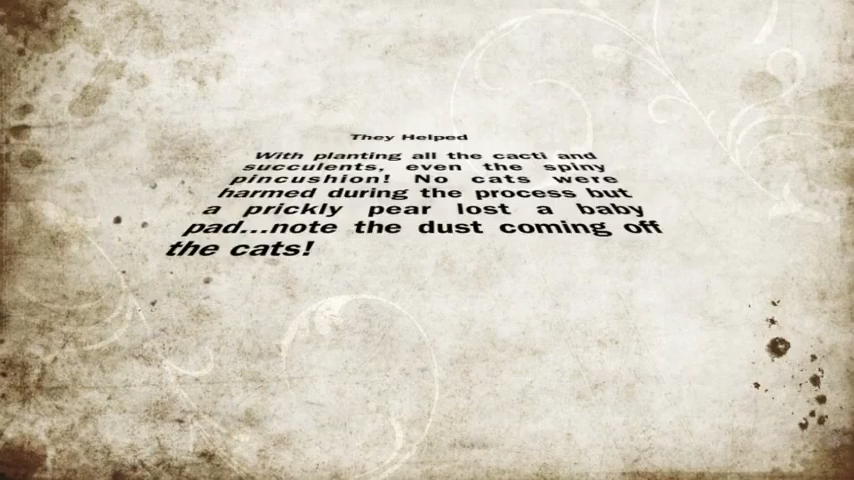 They Helped
With planting all the cacti and
succulents, even the spiny
pincushion! No cats were
harmed during the process but
a prickly pear lost a baby
pad...note the dust coming off
the cats!